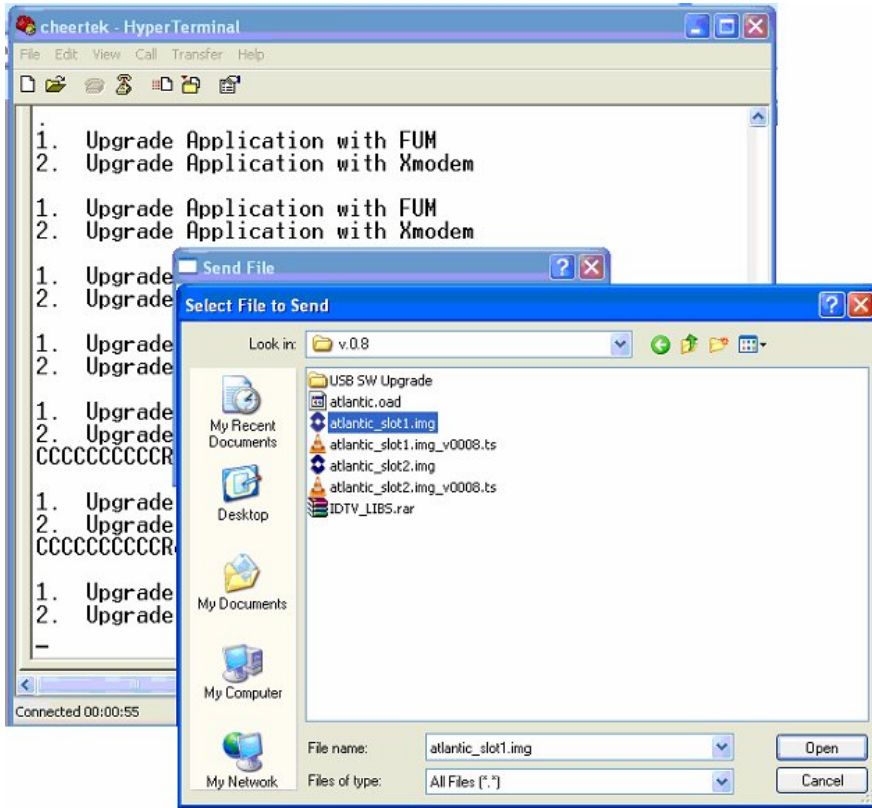 cheertek - HyperTerminal
File Edit View Call Transfer Help
.
1. Upgrade Application with FUM
2. Upgrade Application with Xmodem
1. Upgrade Application with FUM
2. Upgrade Application with Xmodem
1. Upgrade
2. Upgrade
1. Upgrade
2. Upgrade
1. Upgrade
2. Upgrade
CCCCCCCCCCR
1. Upgrade
2. Upgrade
CCCCCCCCCCRe
1. Upgrade
2. Upgrade
_
Connected 00:00:55
Send File
Select File to Send
Look in: v.0.8
My Recent Documents
Desktop
My Documents
My Computer
My Network
USB SW Upgrade
atlantic.oad
atlantic_slot1.img
atlantic_slot1.img_v0008.ts
atlantic_slot2.img
atlantic_slot2.img_v0008.ts
IDTV_LIBS.rar
File name: atlantic_slot1.img Open
Files of type: All Files (*.*) Cancel